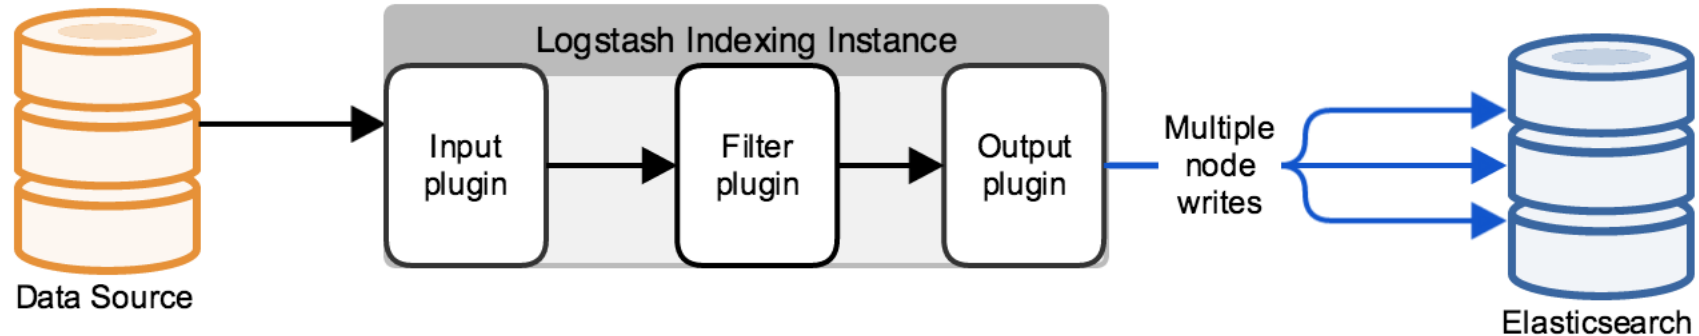 Logstash Indexing Instance
Input
plugin
Filter
plugin
Output
plugin
Multiple
node
writes
Data Source
Elasticsearch